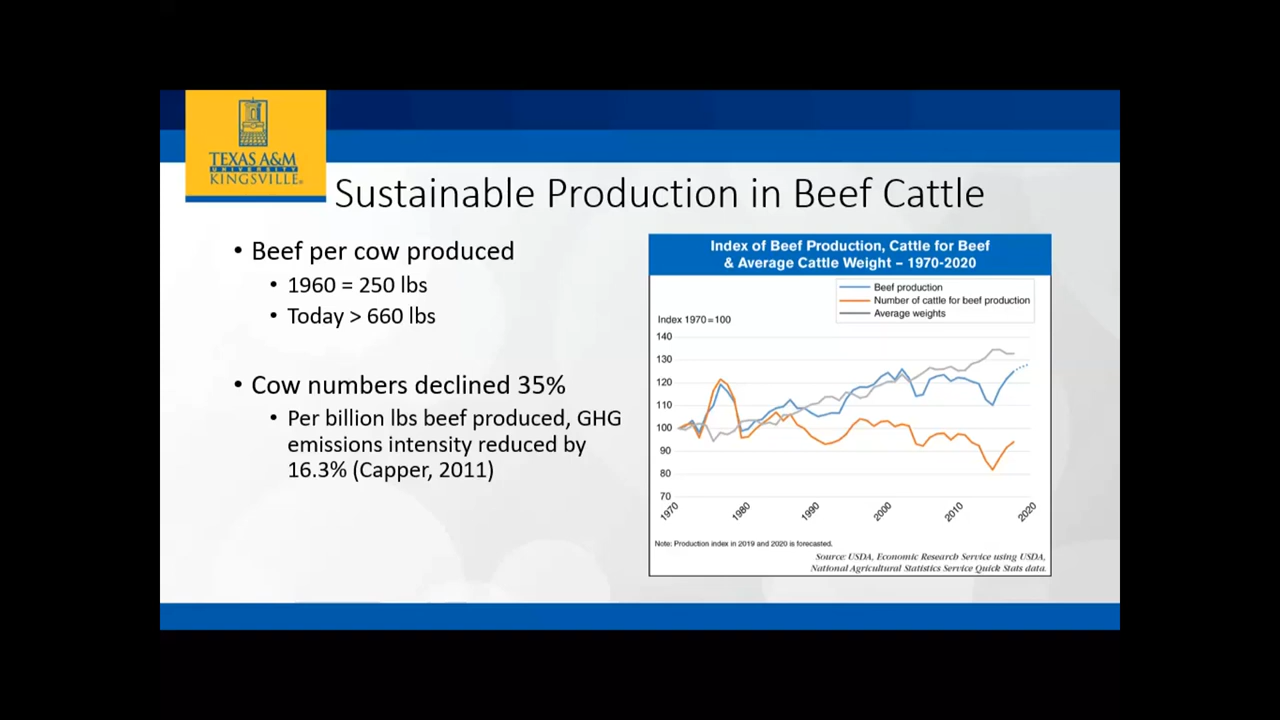 TEXAS A&M
UNIVERSITY
KINGSVILLE®
Sustainable Production in Beef Cattle
• Beef per cow produced
• 1960 = 250 lbs
• Today > 660 lbs
• Cow numbers declined 35%
• Per billion lbs beef produced, GHG
emissions intensity reduced by
16.3% (Capper, 2011)
Index of Beef Production, Cattle for Beef
& Average Cattle Weight – 1970-2020
Beef production
Number of cattle for beef production
Average weights
Index 1970=100
140
130
120
110
100
90
80
70
1970
1980
1990
2000
2010
2020
Note: Production index in 2019 and 2020 is forecasted.
Source: USDA, Economic Research Service using USDA,
National Agricultural Statistics Service Quick Stats data.